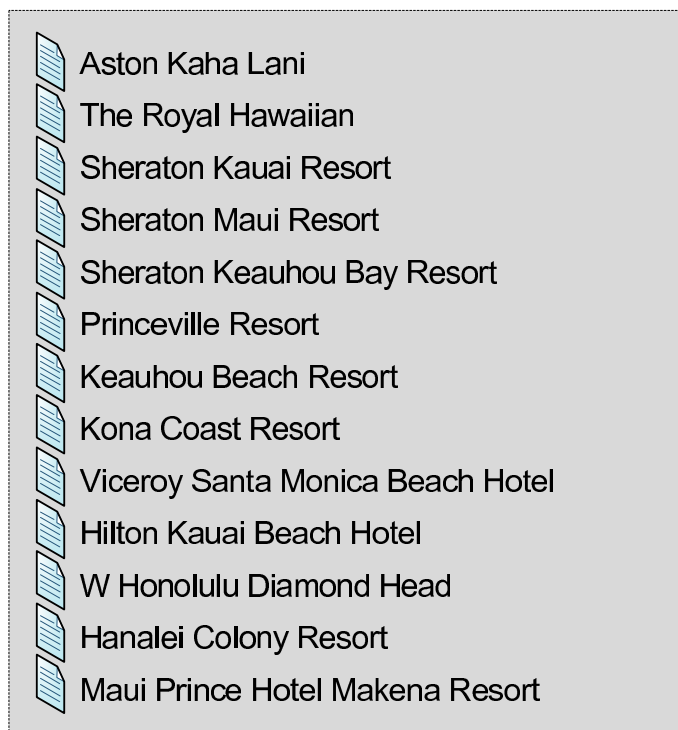 Aston Kaha Lani
The Royal Hawaiian
Sheraton Kauai Resort
Sheraton Maui Resort
Sheraton Keauhou Bay Resort
Princeville Resort
Keauhou Beach Resort
Kona Coast Resort
Viceroy Santa Monica Beach Hotel
Hilton Kauai Beach Hotel
W Honolulu Diamond Head
Hanalei Colony Resort
Maui Prince Hotel Makena Resort